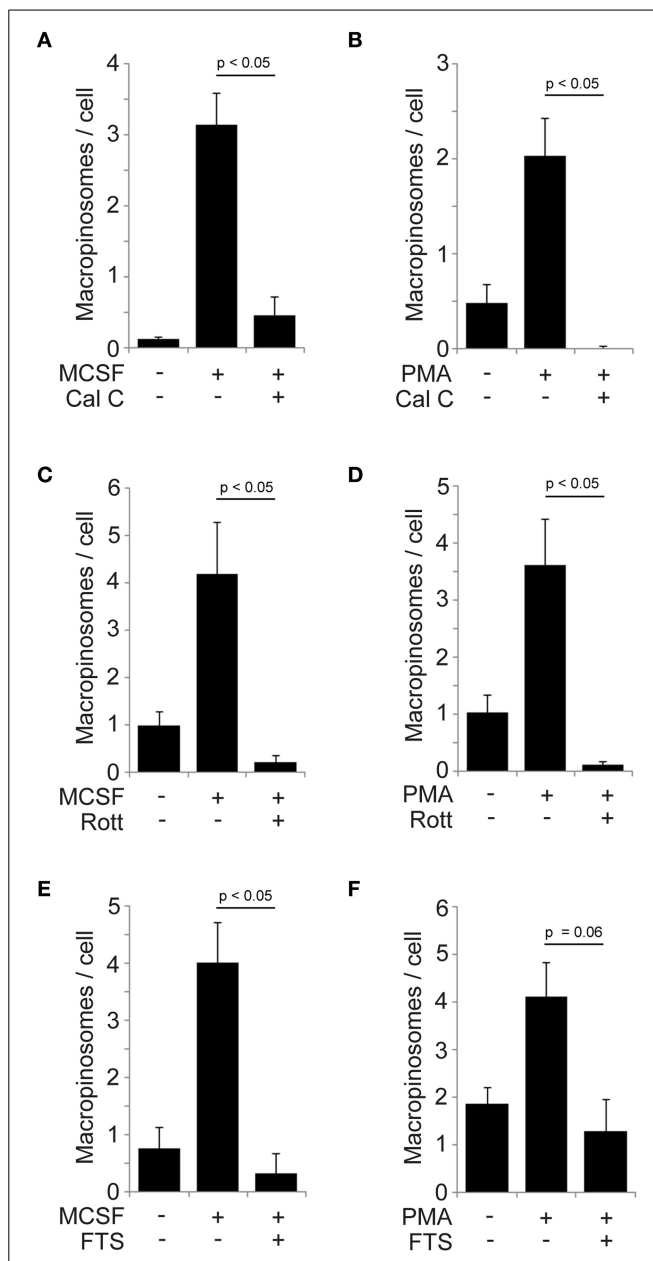 A
Macropinosomes / cell
p < 0.05
4
3
2
1
0
MCSF - + +
Cal C - - +
B
Macropinosomes / cell
p < 0.05
3
2
1
0
PMA - + +
Cal C - - +
C
Macropinosomes / cell
p < 0.05
6
5
4
3
2
1
0
MCSF - + +
Rott - - +
D
Macropinosomes / cell
p < 0.05
5
4
3
2
1
0
PMA - + +
Rott - - +
E
Macropinosomes / cell
p < 0.05
5
4
3
2
1
0
MCSF - + +
FTS - - +
F
Macropinosomes / cell
p = 0.06
6
5
4
3
2
1
0
PMA - + +
FTS - - +